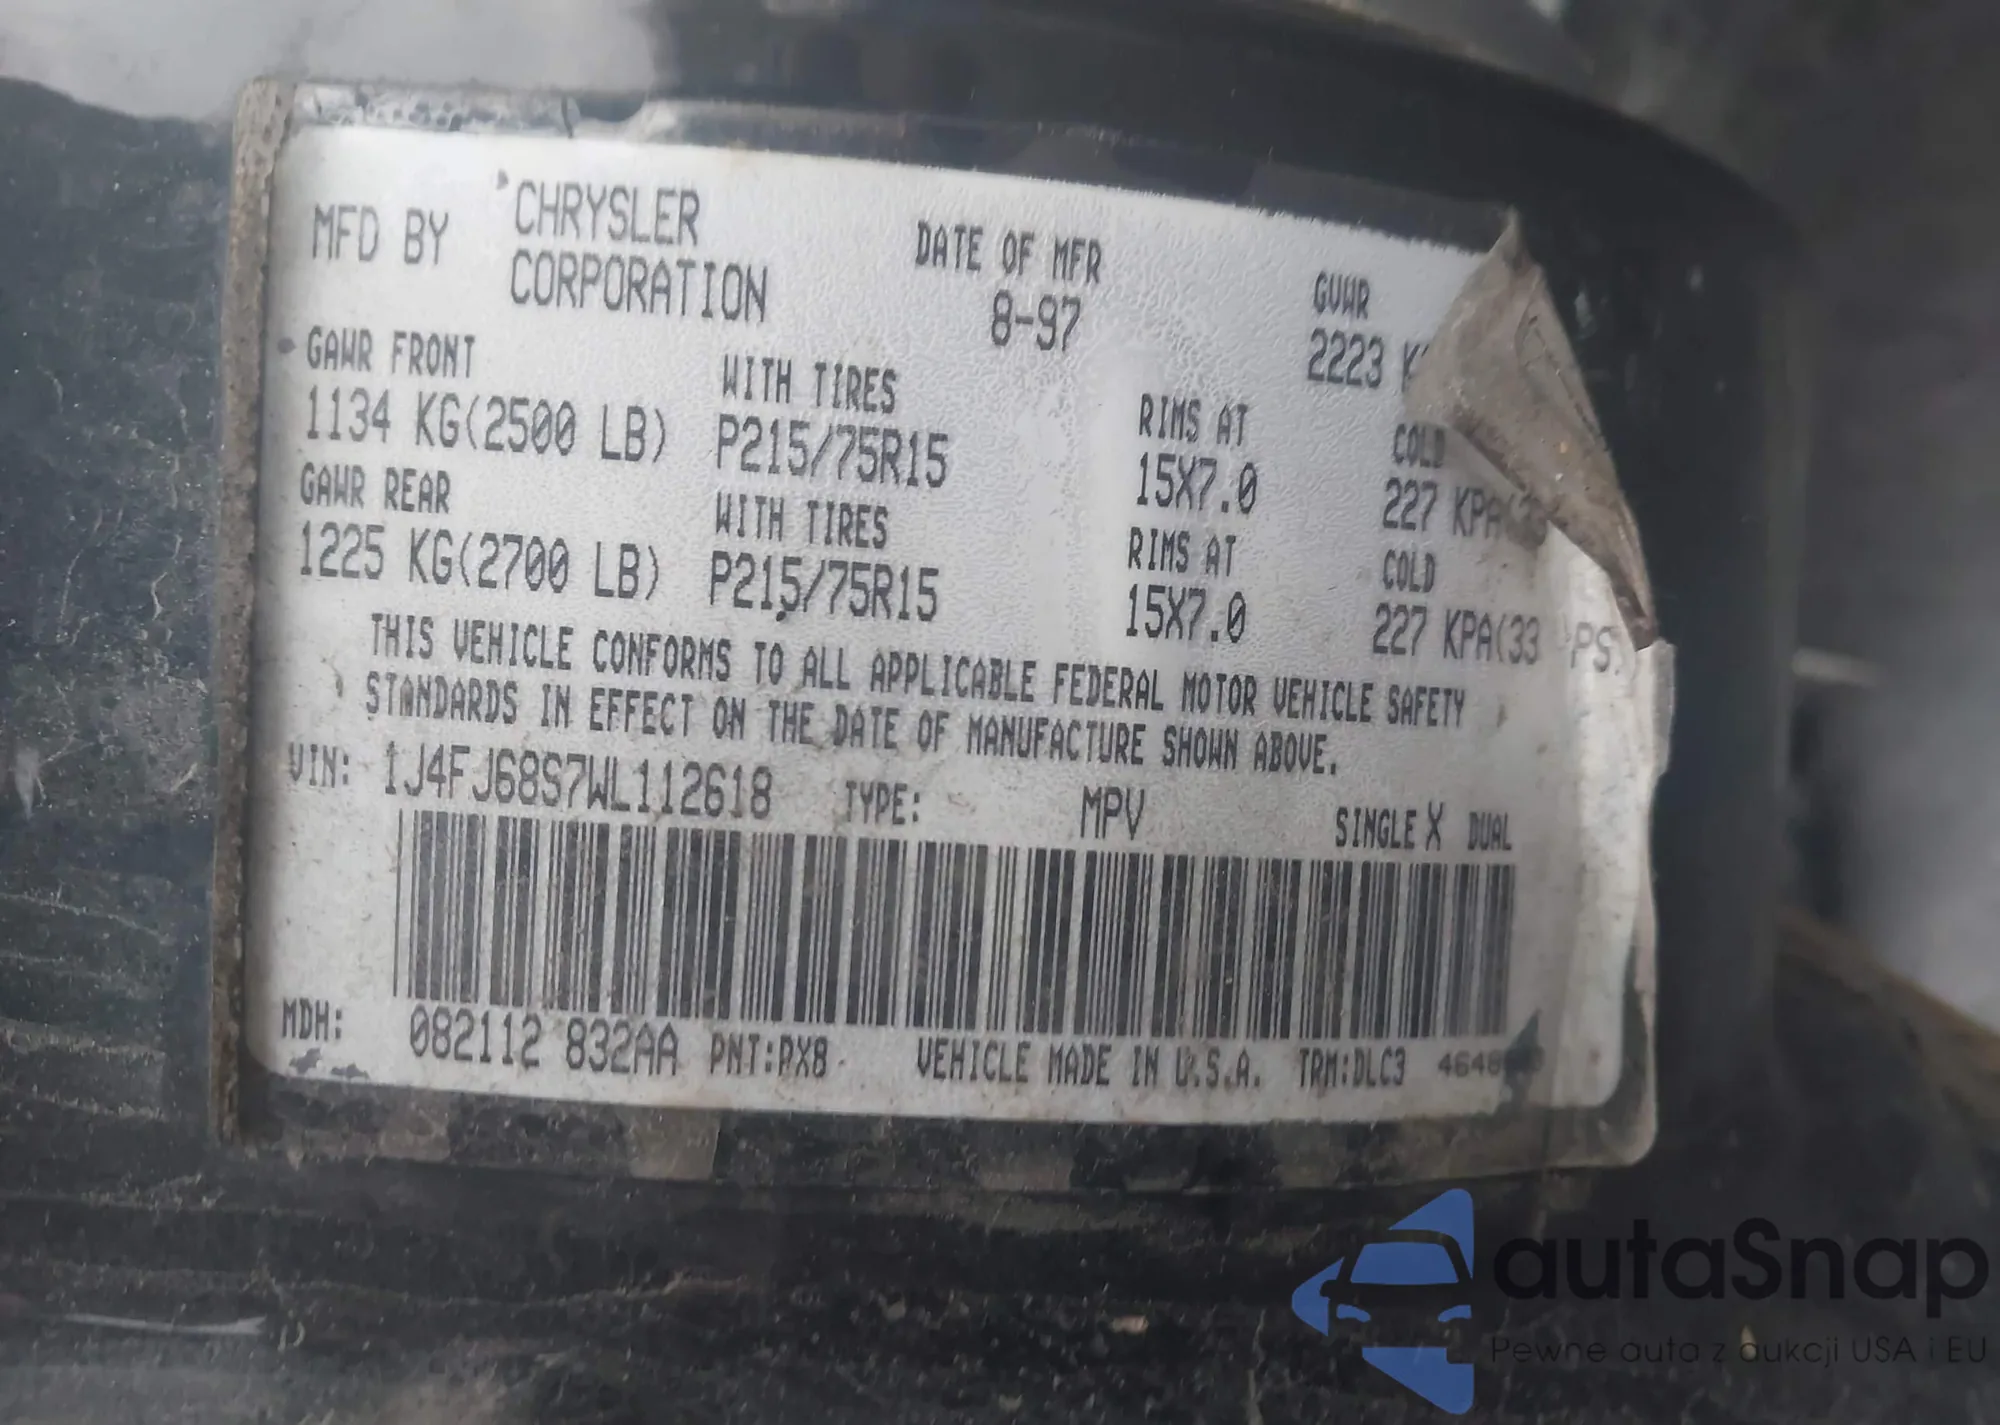 MFD BY CHRYSLER CORPORATION
DATE OF MFR 8-97
GVWR 2223
GAWR FRONT WITH TIRES RIMS AT COLD
1134 KG(2500 LB) P215/75R15 15X7.0 227 KPA(
GAWR REAR WITH TIRES RIMS AT COLD
1225 KG(2700 LB) P215/75R15 15X7.0 227 KPA(33 PS
THIS VEHICLE CONFORMS TO ALL APPLICABLE FEDERAL MOTOR VEHICLE SAFETY
STANDARDS IN EFFECT ON THE DATE OF MANUFACTURE SHOWN ABOVE.
VIN: 1J4FJ68S7WL112618 TYPE: MPV SINGLE X DUAL
MDH: 082112 832AA PNT:PX8 VEHICLE MADE IN U.S.A. TRM:DLC3
autaSnap
Pewne auta z aukcji USA i EU